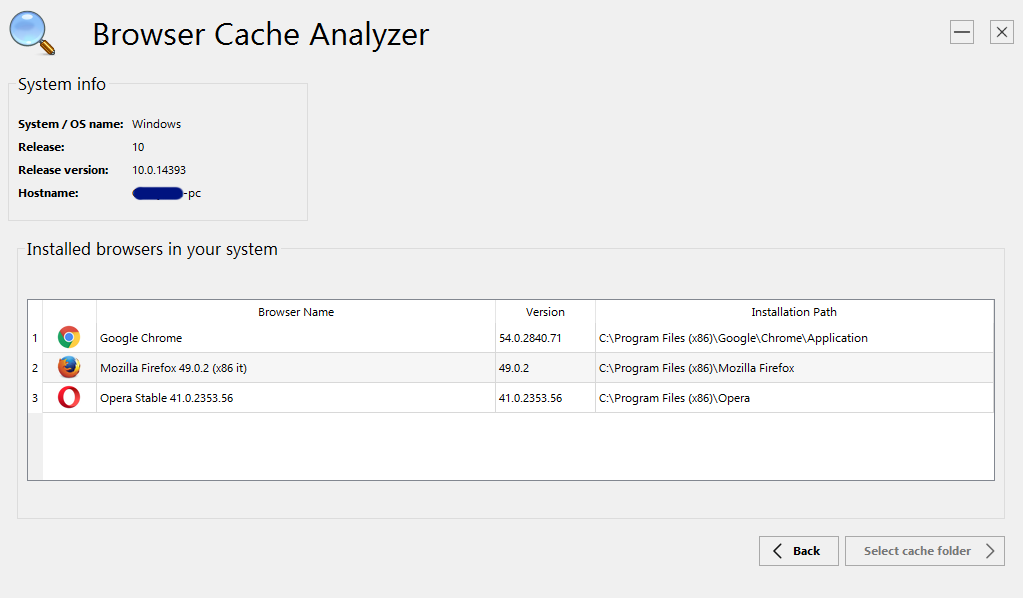 Browser Cache Analyzer
System info
System / OS name: Windows
Release: 10
Release version: 10.0.14393
Hostname: -pc
Installed browsers in your system
Browser Name Version Installation Path
1 Google Chrome 54.0.2840.71 C:\Program Files (x86)\Google\Chrome\Application
2 Mozilla Firefox 49.0.2 (x86 it) 49.0.2 C:\Program Files (x86)\Mozilla Firefox
3 Opera Stable 41.0.2353.56 41.0.2353.56 C:\Program Files (x86)\Opera
Back Select cache folder